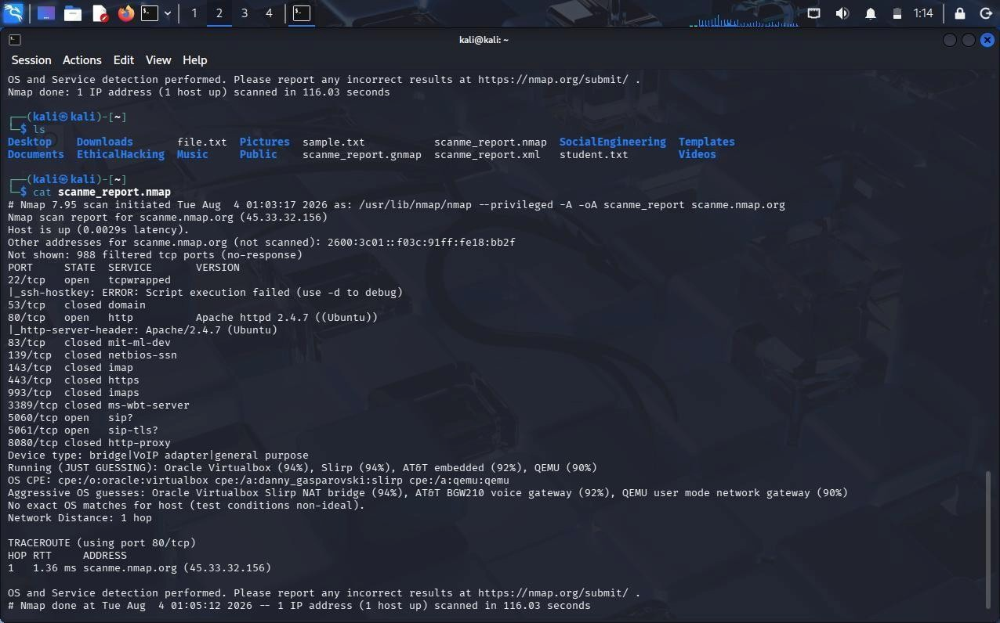 1 2 3 4 1:14
kali@kali: ~
Session Actions Edit View Help
OS and Service detection performed. Please report any incorrect results at https://nmap.org/submit/ .
Nmap done: 1 IP address (1 host up) scanned in 116.03 seconds
┌──(kali㉿kali)-[~]
└─$ ls
Desktop Downloads file.txt Pictures sample.txt scanme_report.nmap SocialEngineering Templates
Documents EthicalHacking Music Public scanme_report.gnmap scanme_report.xml student.txt Videos
┌──(kali㉿kali)-[~]
└─$ cat scanme_report.nmap
# Nmap 7.95 scan initiated Tue Aug  4 01:03:17 2026 as: /usr/lib/nmap/nmap --privileged -A -oA scanme_report scanme.nmap.org
Nmap scan report for scanme.nmap.org (45.33.32.156)
Host is up (0.0029s latency).
Other addresses for scanme.nmap.org (not scanned): 2600:3c01::f03c:91ff:fe18:bb2f
Not shown: 988 filtered tcp ports (no-response)
PORT     STATE  SERVICE       VERSION
22/tcp   open   tcpwrapped
|_ssh-hostkey: ERROR: Script execution failed (use -d to debug)
53/tcp   closed domain
80/tcp   open   http          Apache httpd 2.4.7 ((Ubuntu))
|_http-server-header: Apache/2.4.7 (Ubuntu)
83/tcp   closed mit-ml-dev
139/tcp  closed netbios-ssn
143/tcp  closed imap
443/tcp  closed https
993/tcp  closed imaps
3389/tcp closed ms-wbt-server
5060/tcp open   sip?
5061/tcp open   sip-tls?
8080/tcp closed http-proxy
Device type: bridge|VoIP adapter|general purpose
Running (JUST GUESSING): Oracle Virtualbox (94%), Slirp (94%), AT&T embedded (92%), QEMU (90%)
OS CPE: cpe:/o:oracle:virtualbox cpe:/a:danny_gasparovski:slirp cpe:/a:qemu:qemu
Aggressive OS guesses: Oracle Virtualbox Slirp NAT bridge (94%), AT&T BGW210 voice gateway (92%), QEMU user mode network gateway (90%)
No exact OS matches for host (test conditions non-ideal).
Network Distance: 1 hop
TRACEROUTE (using port 80/tcp)
HOP RTT     ADDRESS
1   1.36 ms scanme.nmap.org (45.33.32.156)
OS and Service detection performed. Please report any incorrect results at https://nmap.org/submit/ .
# Nmap done at Tue Aug  4 01:05:12 2026 -- 1 IP address (1 host up) scanned in 116.03 seconds